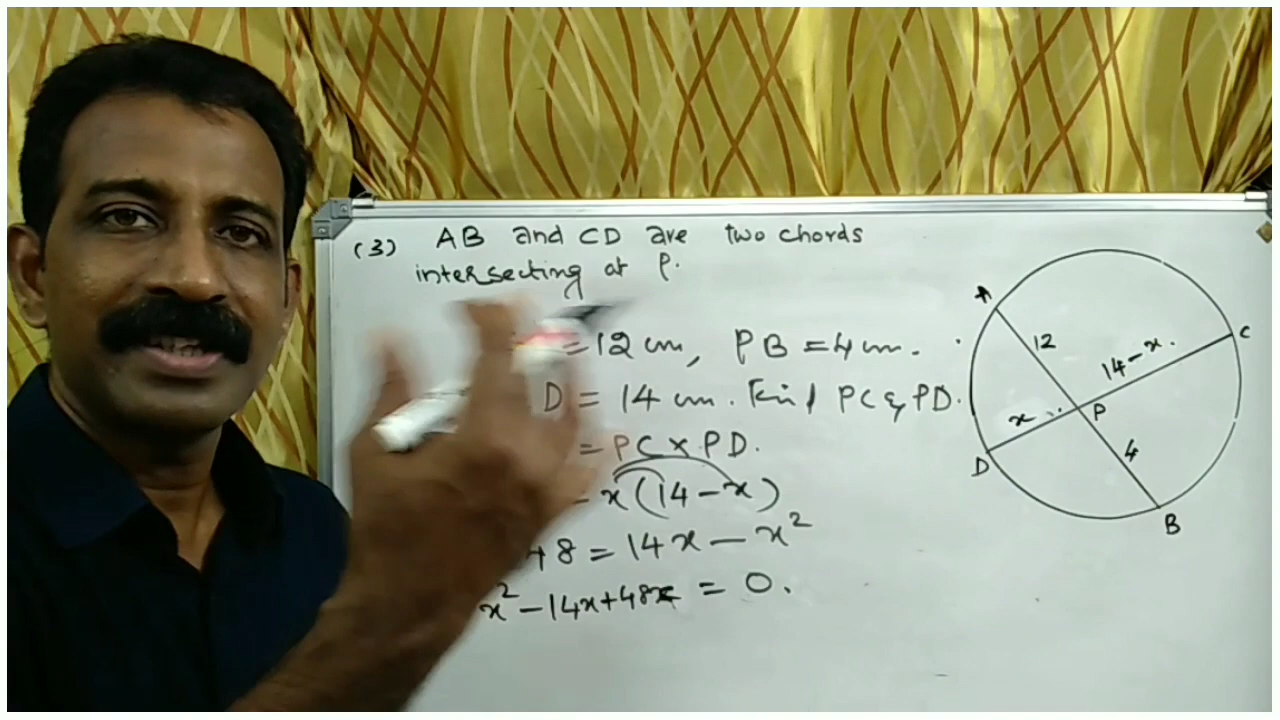 (3) AB and CD are two chords
intersecting at P.
= 12 cm, PB = 4 cm.
D = 14 cm. Find PC & PD.
= PC × PD.
= x(14 - x)
48 = 14x - x²
x² - 14x + 48 = 0.
A
12
C
14 - x.
x
P
4
D
B